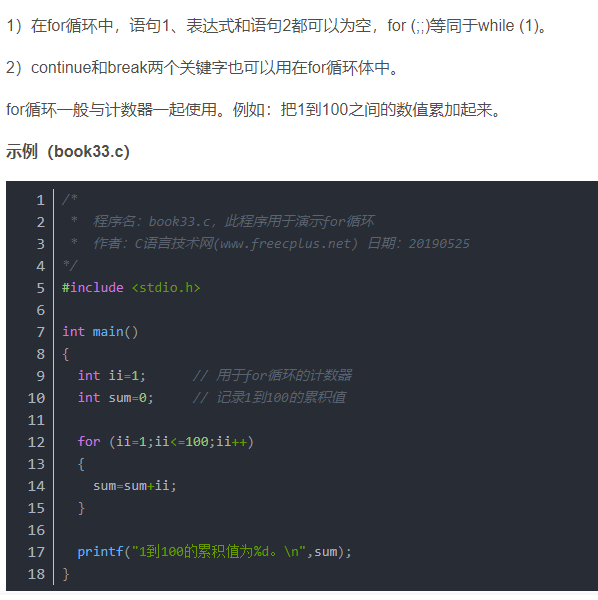 1）在for循环中，语句1、表达式和语句2都可以为空，for (;;)等同于while (1)。
2）continue和break两个关键字也可以用在for循环体中。
for循环一般与计数器一起使用。例如：把1到100之间的数值累加起来。
示例（book33.c）
1 /*
2 * 程序名：book33.c，此程序用于演示for循环
3 * 作者：C语言技术网(www.freecplus.net) 日期：20190525
4 */
5 #include <stdio.h>
6
7 int main()
8 {
9 int ii=1; // 用于for循环的计数器
10 int sum=0; // 记录1到100的累积值
11
12 for (ii=1;ii<=100;ii++)
13 {
14 sum=sum+ii;
15 }
16
17 printf("1到100的累积值为%d。\n",sum);
18 }